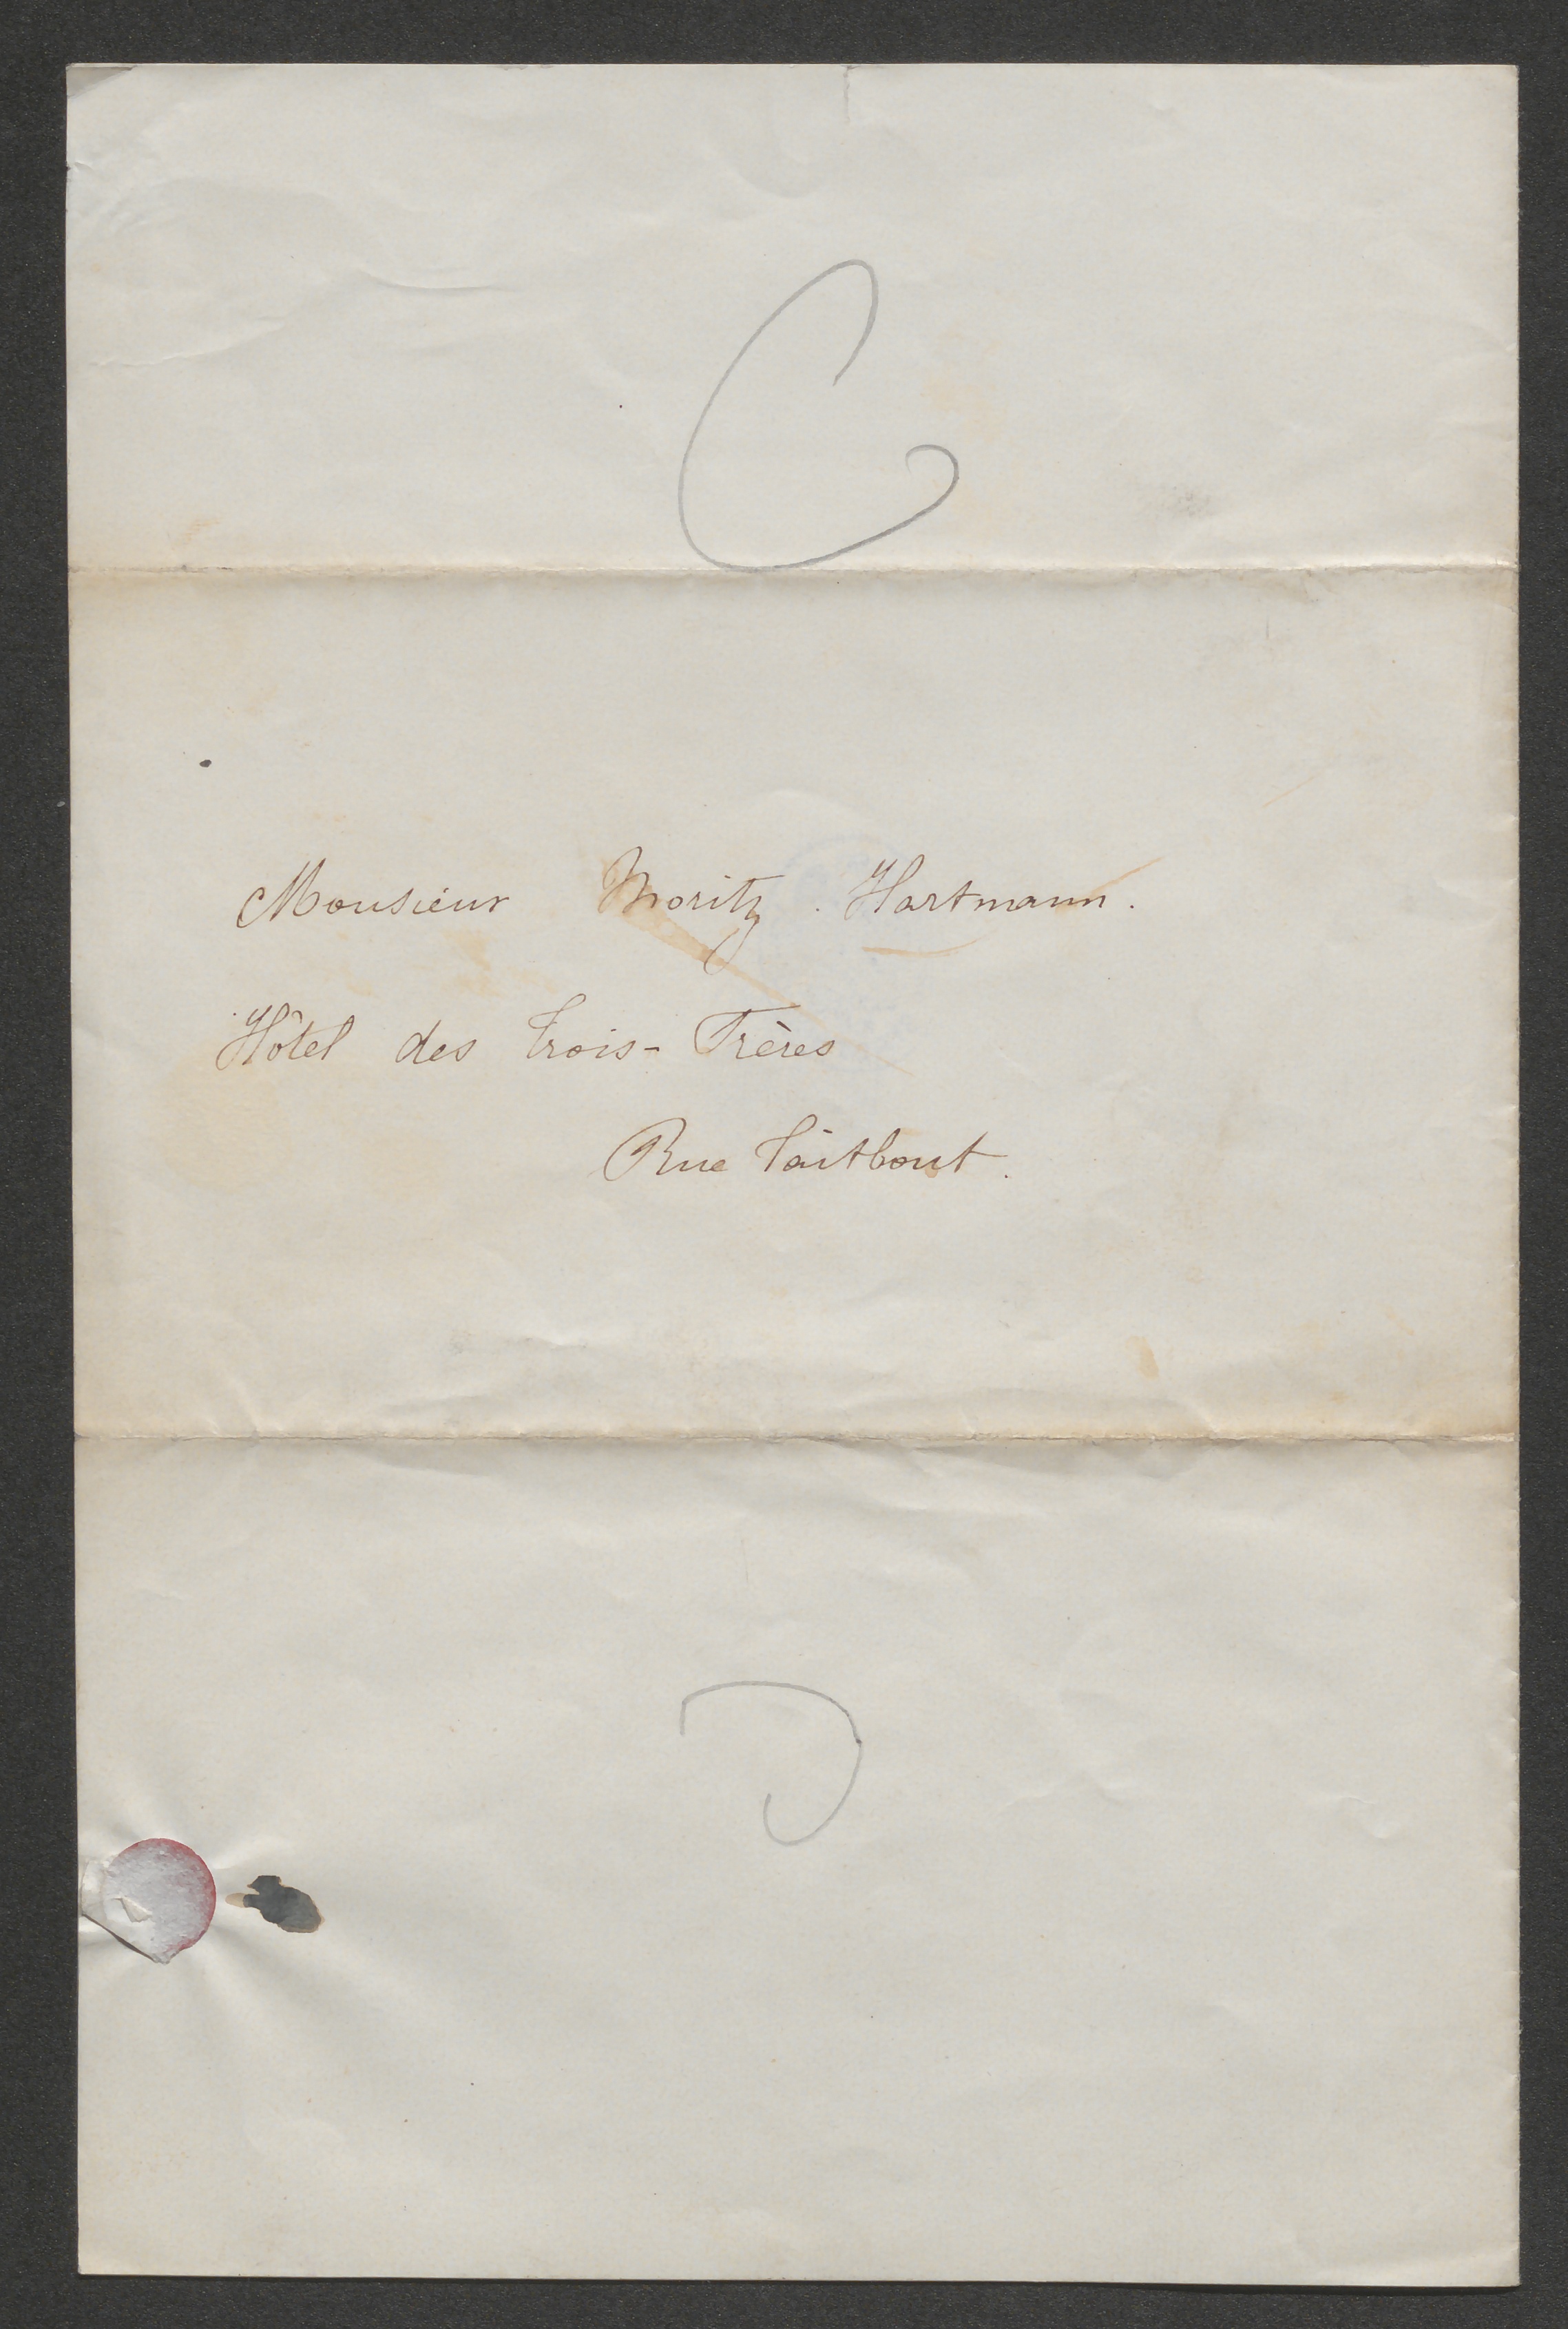 Monsieur Moritz Hartmann.
Hôtel des trois-Frères
Rue Taitbout.